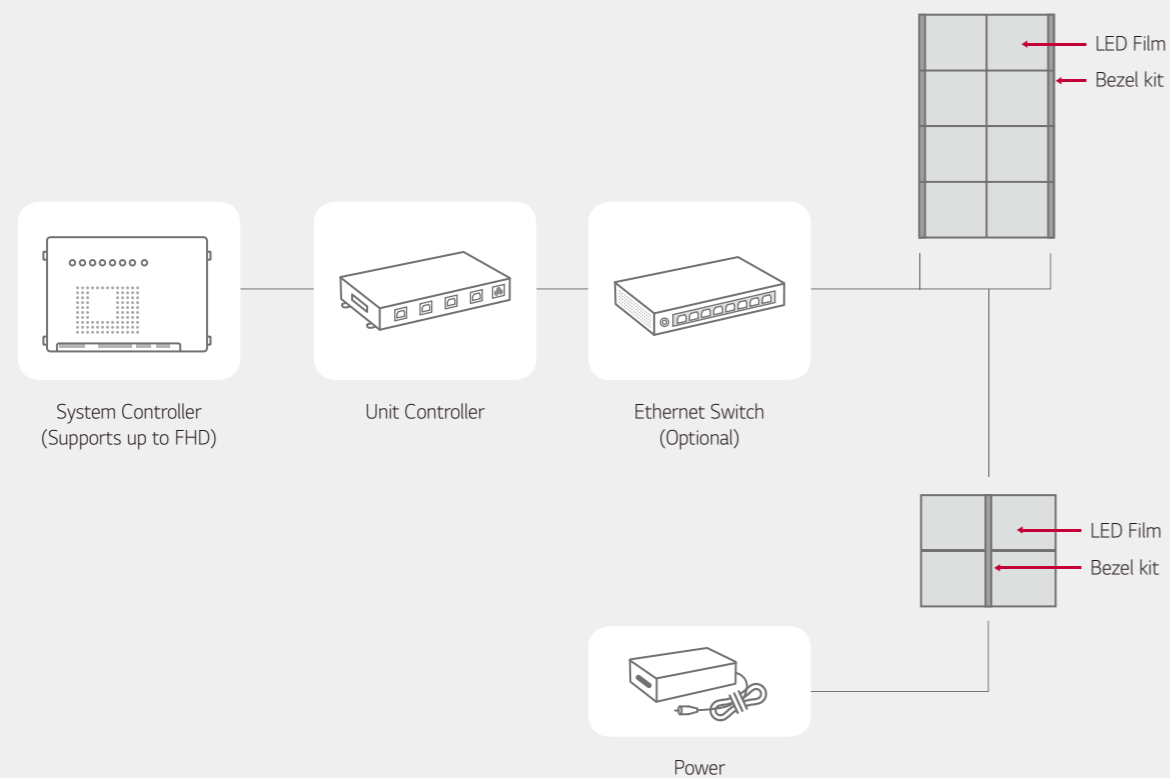 LED Film
Bezel kit
System Controller
(Supports up to FHD)
Unit Controller
Ethernet Switch
(Optional)
LED Film
Bezel kit
Power